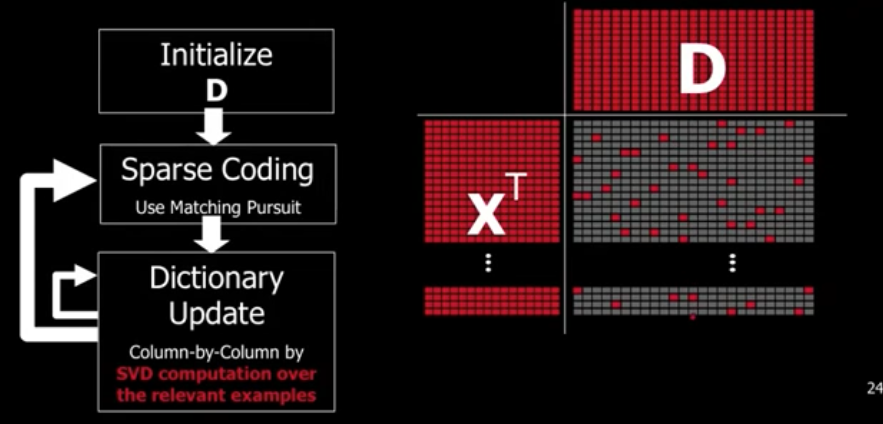 Initialize
D
Sparse Coding
Use Matching Pursuit
Dictionary
Update
Column-by-Column by
SVD computation over
the relevant examples
D
X^T
24